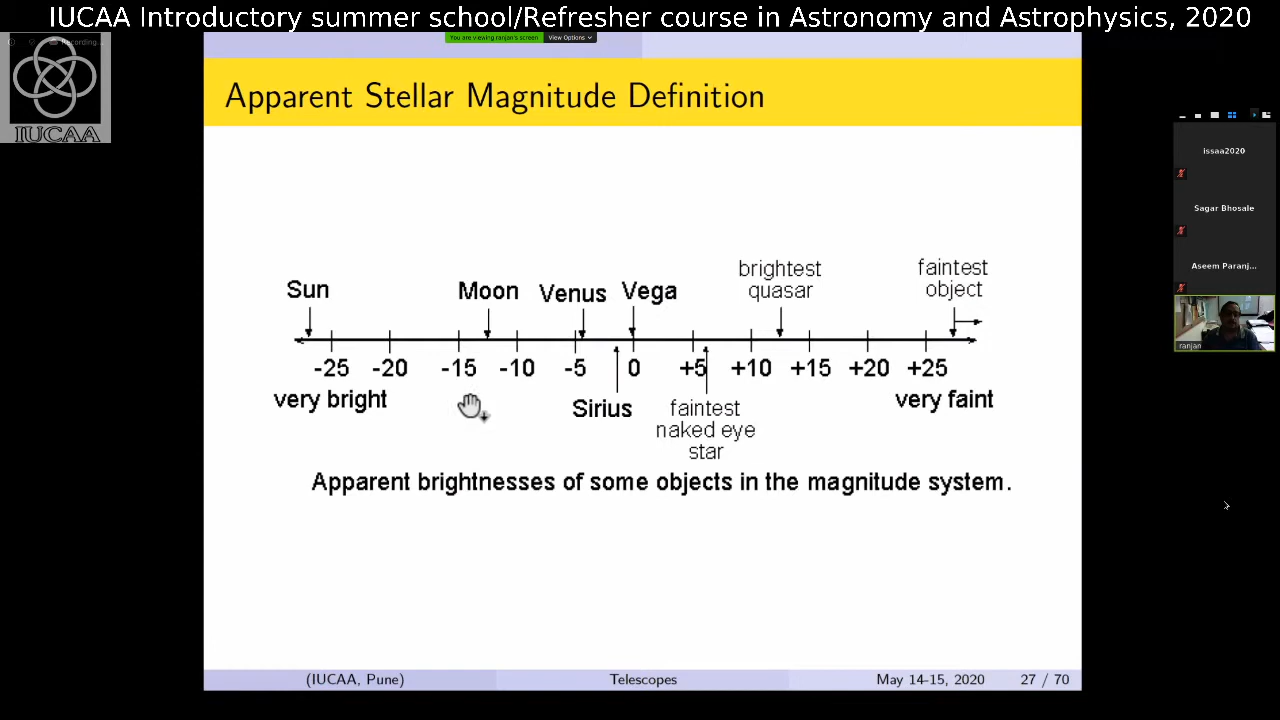 IUCAA Introductory summer school/Refresher course in Astronomy and Astrophysics, 2020
You are viewing ranjan's screen View Options
Recording...
IUCAA
Apparent Stellar Magnitude Definition
issaa2020
Sagar Bhosale
Aseem Paranj...
ranjan
brightest quasar
faintest object
Sun Moon Venus Vega
-25 -20 -15 -10 -5 0 +5 +10 +15 +20 +25
very bright
very faint
Sirius
faintest
naked eye
star
Apparent brightnesses of some objects in the magnitude system.
(IUCAA, Pune) Telescopes May 14-15, 2020 27 / 70